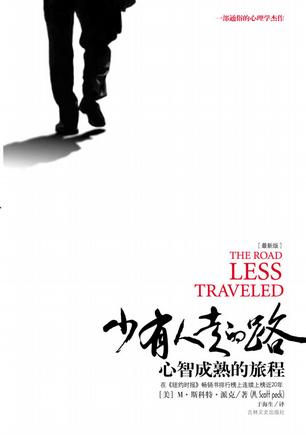 一部通俗的心理学杰作
[最新版]
THE ROAD
LESS
TRAVELED
少有人走的路
心智成熟的旅程
在《纽约时报》畅销书排行榜上连续上榜近20年
[美] M·斯科特·派克/著 (M. Scott peck)
于海生/译
吉林文史出版社